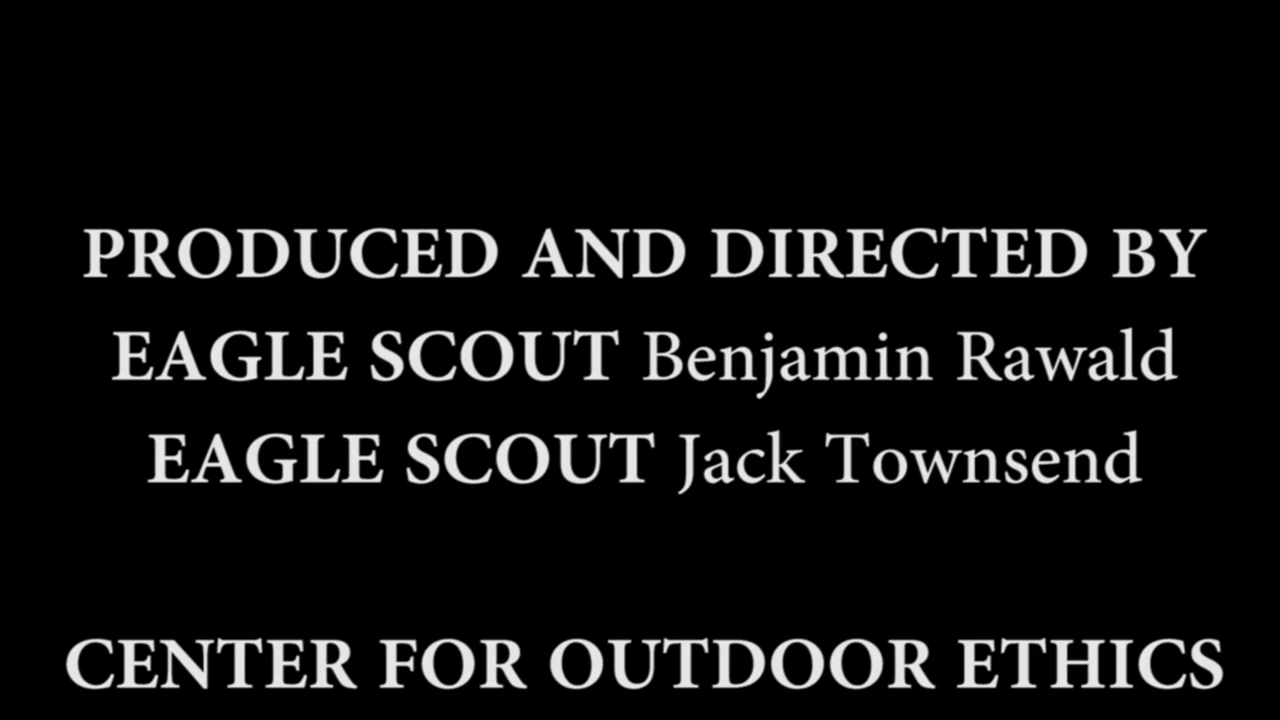 PRODUCED AND DIRECTED BY
EAGLE SCOUT Benjamin Rawald
EAGLE SCOUT Jack Townsend
CENTER FOR OUTDOOR ETHICS